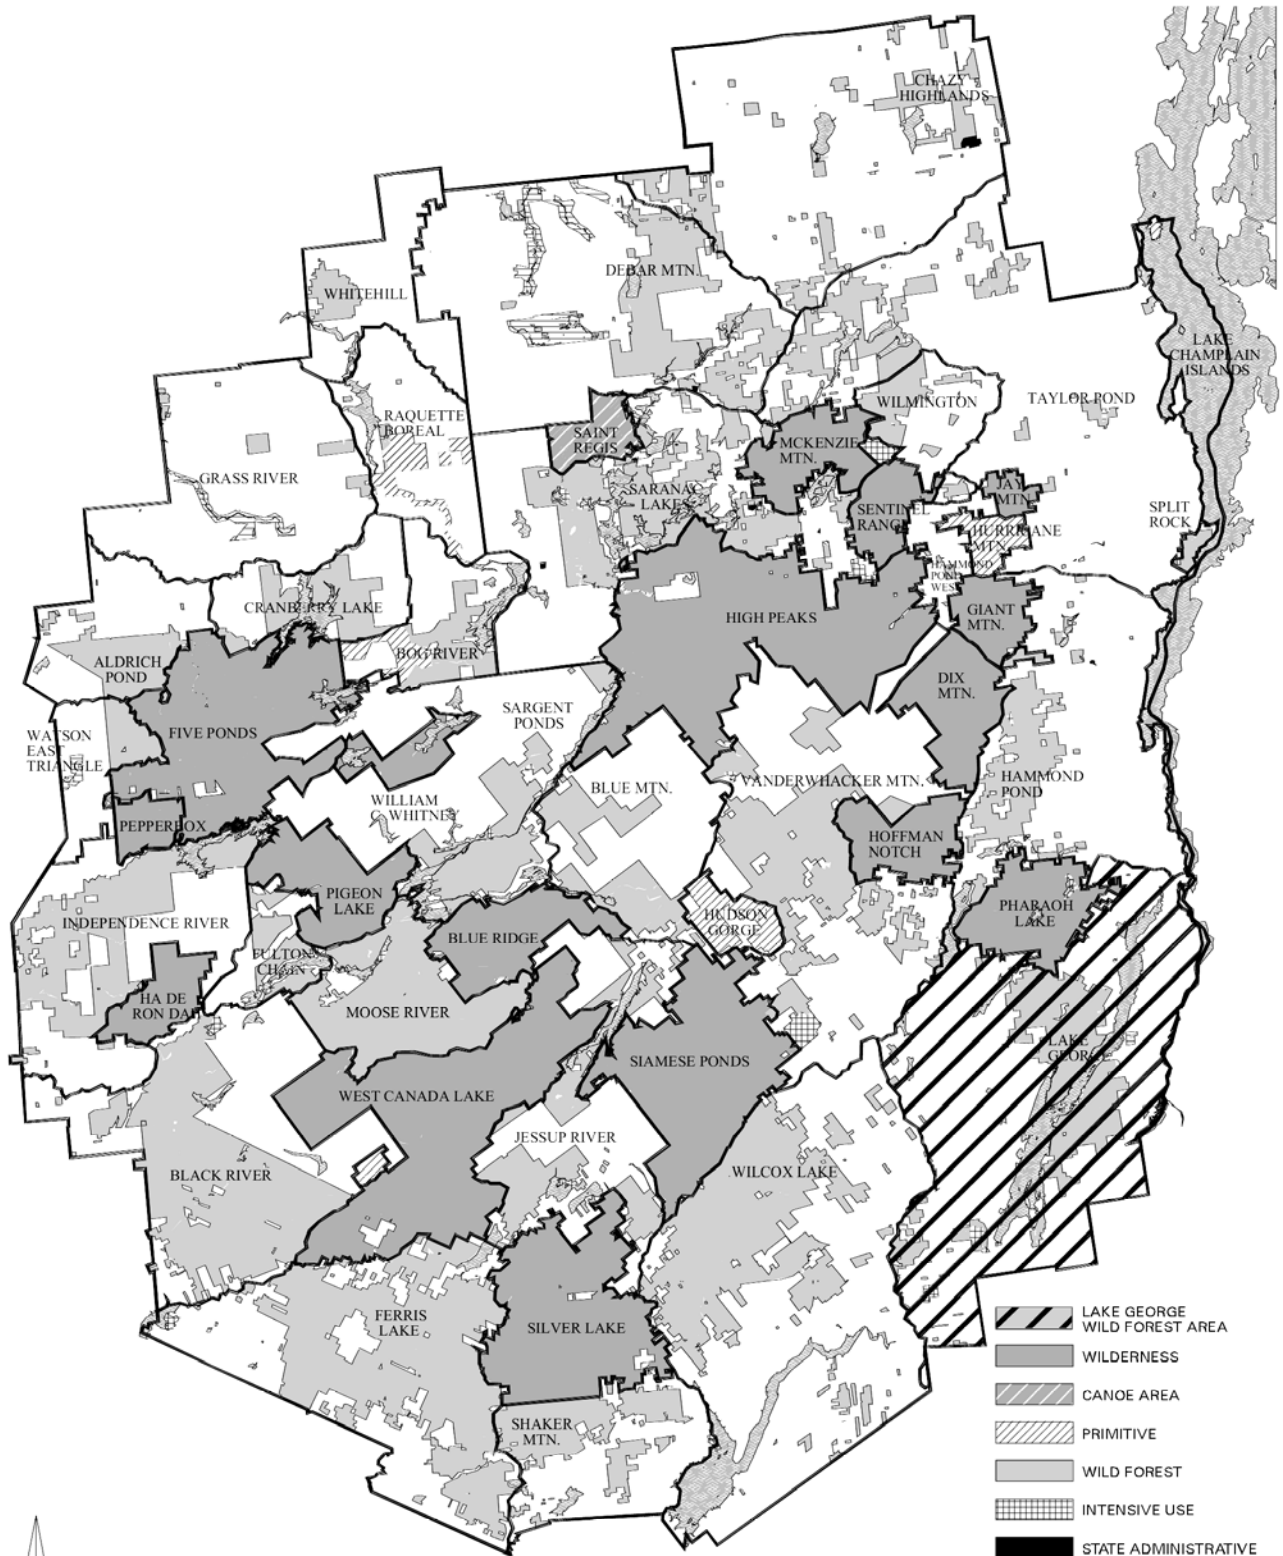 CHAZY
HIGHLANDS
DEBAR MTN.
WHITEHILL
LAKE
CHAMPLAIN
ISLANDS
RAQUETTE
BOREAL
WILMINGTON
TAYLOR POND
SAINT
REGIS
MCKENZIE
MTN.
GRASS RIVER
SARANAC
LAKES
JAY
MTN.
SENTINEL
RANGE
HURRICANE
MTN.
SPLIT
ROCK
HAMMOND
POND
WEST
CRANBERRY LAKE
HIGH PEAKS
GIANT
MTN.
ALDRICH
POND
BOG RIVER
DIX
MTN.
SARGENT
PONDS
FIVE PONDS
WATSON
EAST
TRIANGLE
BLUE MTN.
VANDERWHACKER MTN.
HAMMOND
POND
WILLIAM
C. WHITNEY
PEPPERBOX
HOFFMAN
NOTCH
PIGEON
LAKE
PHARAOH
LAKE
INDEPENDENCE RIVER
HUDSON
GORGE
BLUE RIDGE
FULTON
CHAIN
HA DE
RON DAH
MOOSE RIVER
LAKE
GEORGE
SIAMESE PONDS
WEST CANADA LAKE
JESSUP RIVER
BLACK RIVER
WILCOX LAKE
FERRIS
LAKE
SILVER LAKE
SHAKER
MTN.
LAKE GEORGE
WILD FOREST AREA
WILDERNESS
CANOE AREA
PRIMITIVE
WILD FOREST
INTENSIVE USE
STATE ADMINISTRATIVE